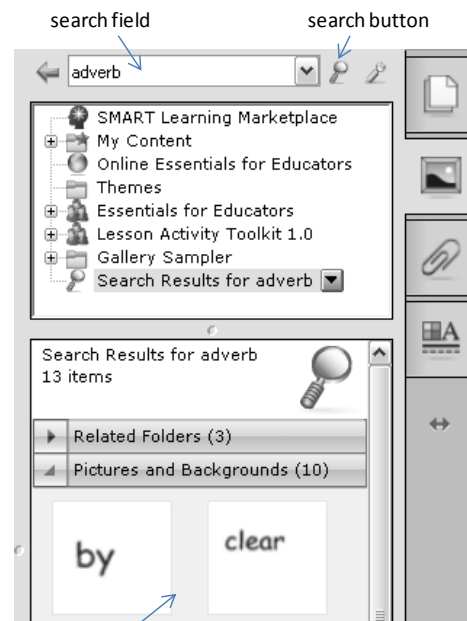 search field search button
adverb
SMART Learning Marketplace
My Content
Online Essentials for Educators
Themes
Essentials for Educators
Lesson Activity Toolkit 1.0
Gallery Sampler
Search Results for adverb
Search Results for adverb
13 items
Related Folders (3)
Pictures and Backgrounds (10)
by clear